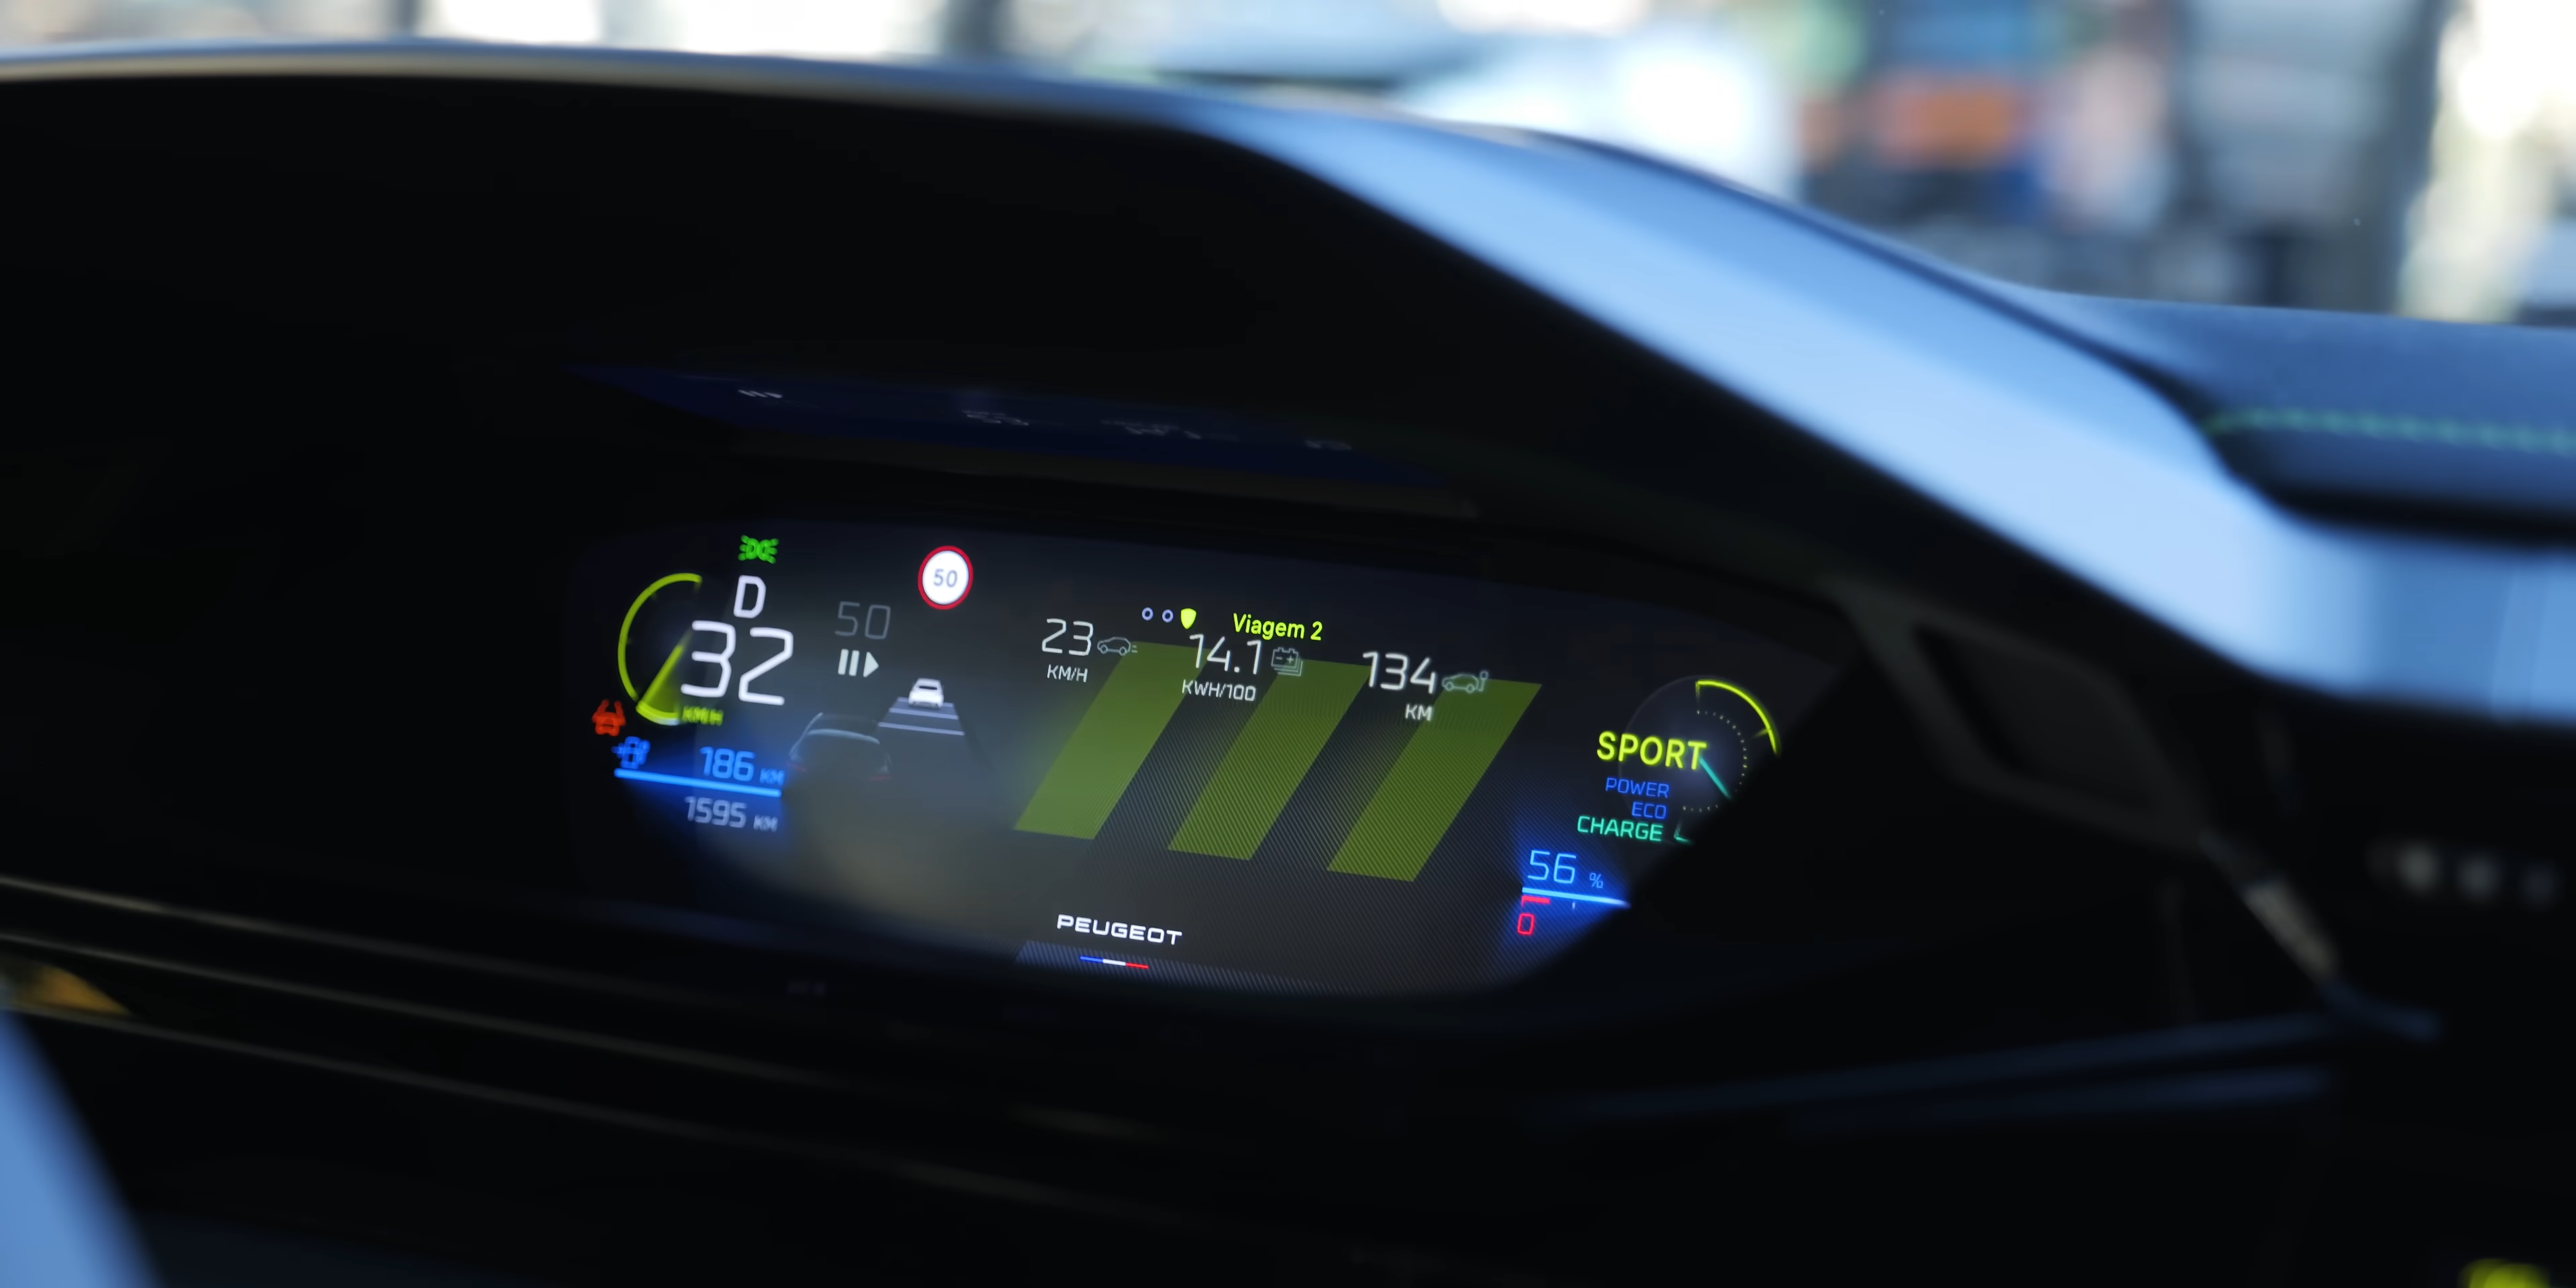 D
32
KM/H
50
50
186 KM
1595 KM
Viagem 2
23
KM/H
14.1
KWH/100
134
KM
SPORT
POWER
ECO
CHARGE
56 %
0
PEUGEOT